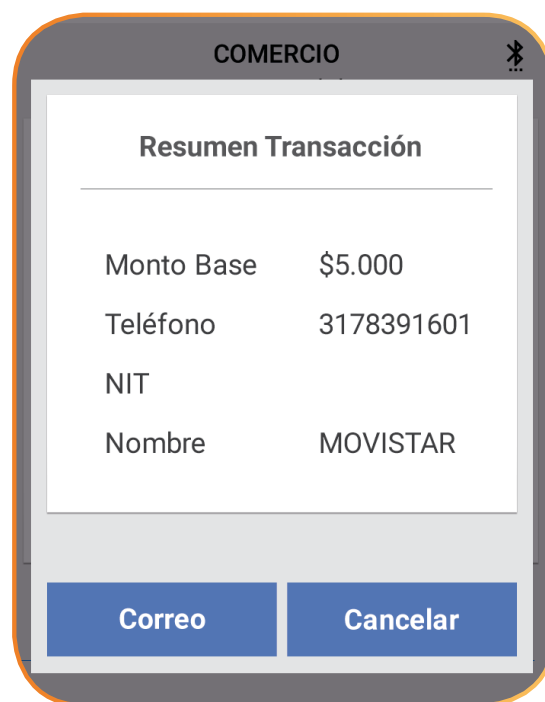 COMERCIO
Resumen Transacción
Monto Base $5.000
Teléfono 3178391601
NIT
Nombre MOVISTAR
Correo Cancelar